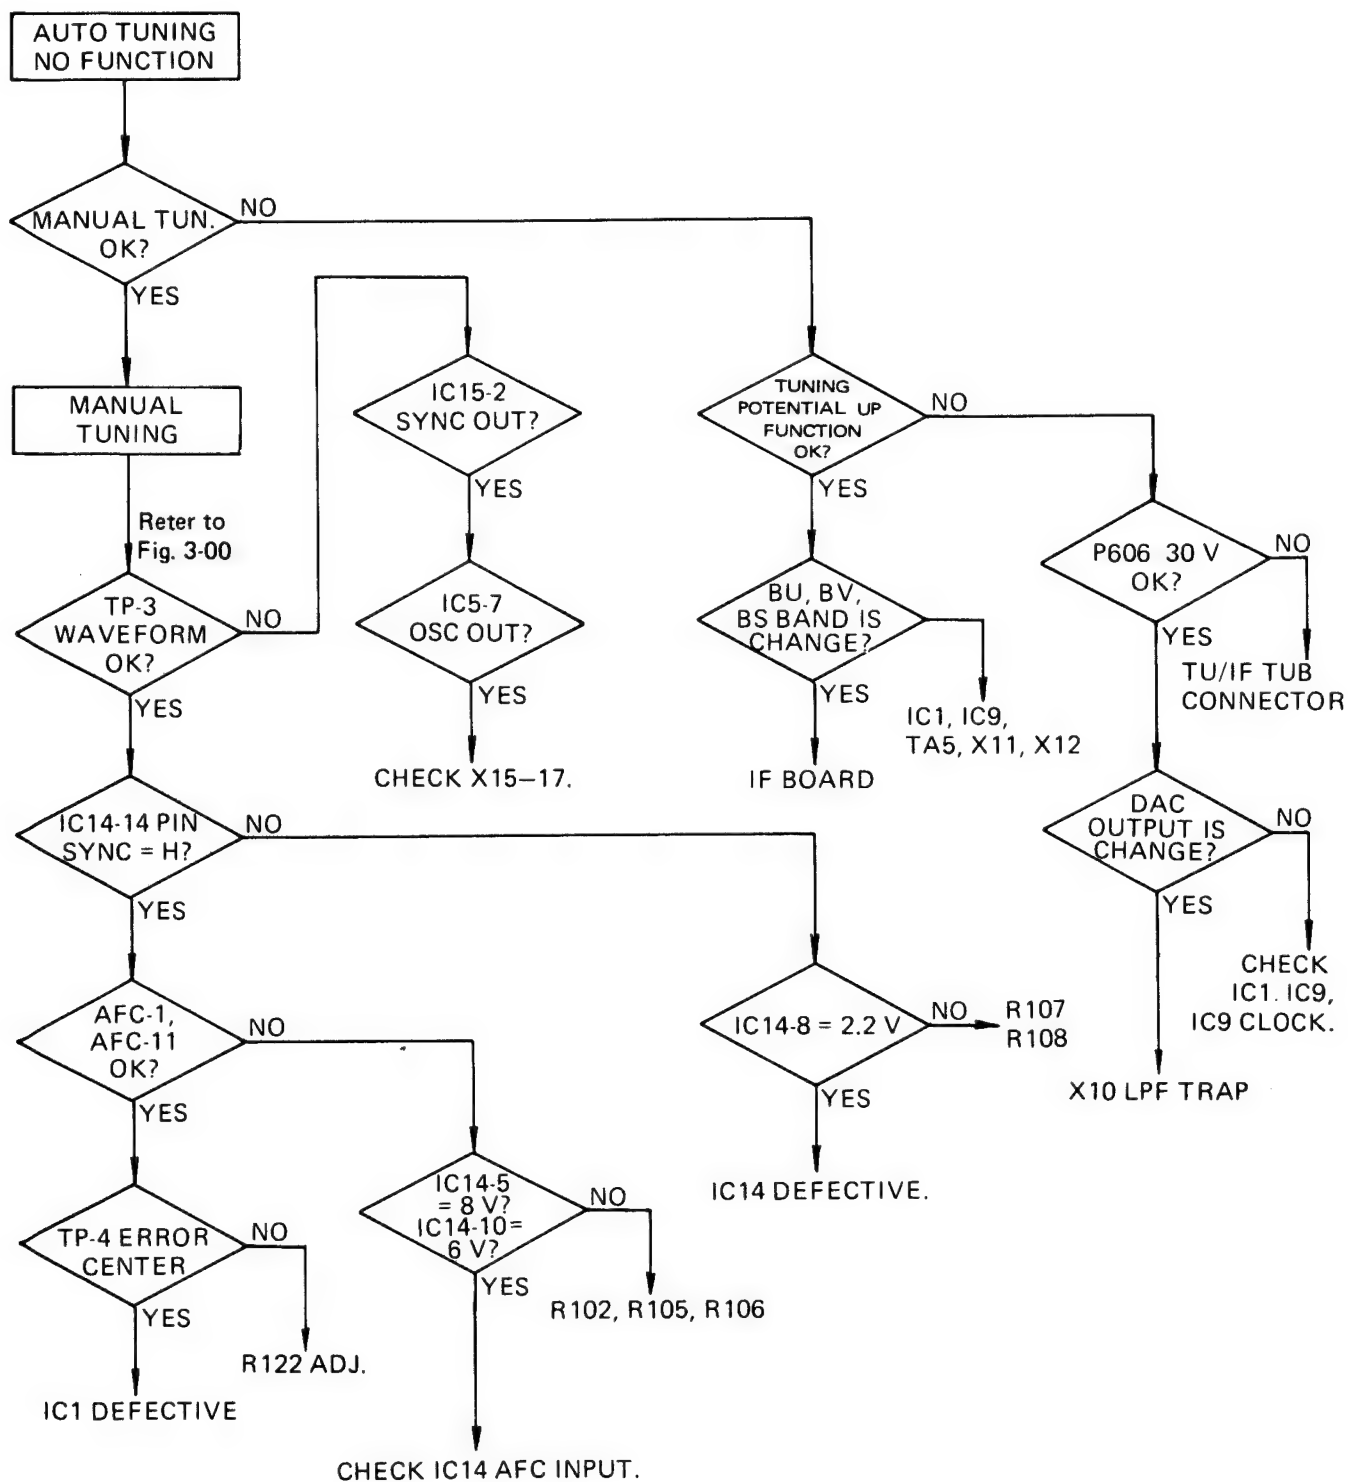 AUTO TUNING
NO FUNCTION
MANUAL TUN.
OK?
NO
YES
MANUAL
TUNING
Reter to
Fig. 3-00
TP-3
WAVEFORM
OK?
NO
YES
IC15-2
SYNC OUT?
YES
IC5-7
OSC OUT?
YES
CHECK X15–17.
TUNING
POTENTIAL UP
FUNCTION
OK?
NO
YES
BU, BV,
BS BAND IS
CHANGE?
YES
IC1, IC9,
TA5, X11, X12
IF BOARD
P606 30 V
OK?
NO
YES
TU/IF TUB
CONNECTOR
DAC
OUTPUT IS
CHANGE?
NO
YES
CHECK
IC1. IC9,
IC9 CLOCK.
X10 LPF TRAP
IC14-14 PIN
SYNC = H?
NO
YES
IC14-8 = 2.2 V
NO
R107
R108
YES
IC14 DEFECTIVE.
AFC-1,
AFC-11
OK?
NO
YES
IC14-5
= 8 V?
IC14-10=
6 V?
NO
YES
R102, R105, R106
CHECK IC14 AFC INPUT.
TP-4 ERROR
CENTER
NO
YES
R122 ADJ.
IC1 DEFECTIVE